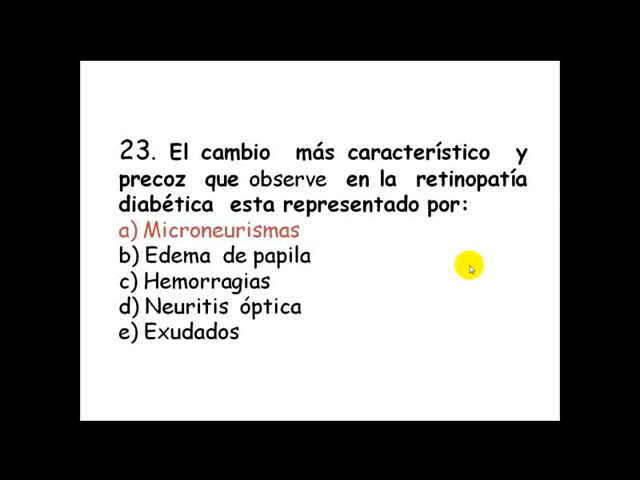 23. El cambio más característico y
precoz que observe en la retinopatía
diabética esta representado por:
a) Microneurismas
b) Edema de papila
c) Hemorragias
d) Neuritis óptica
e) Exudados